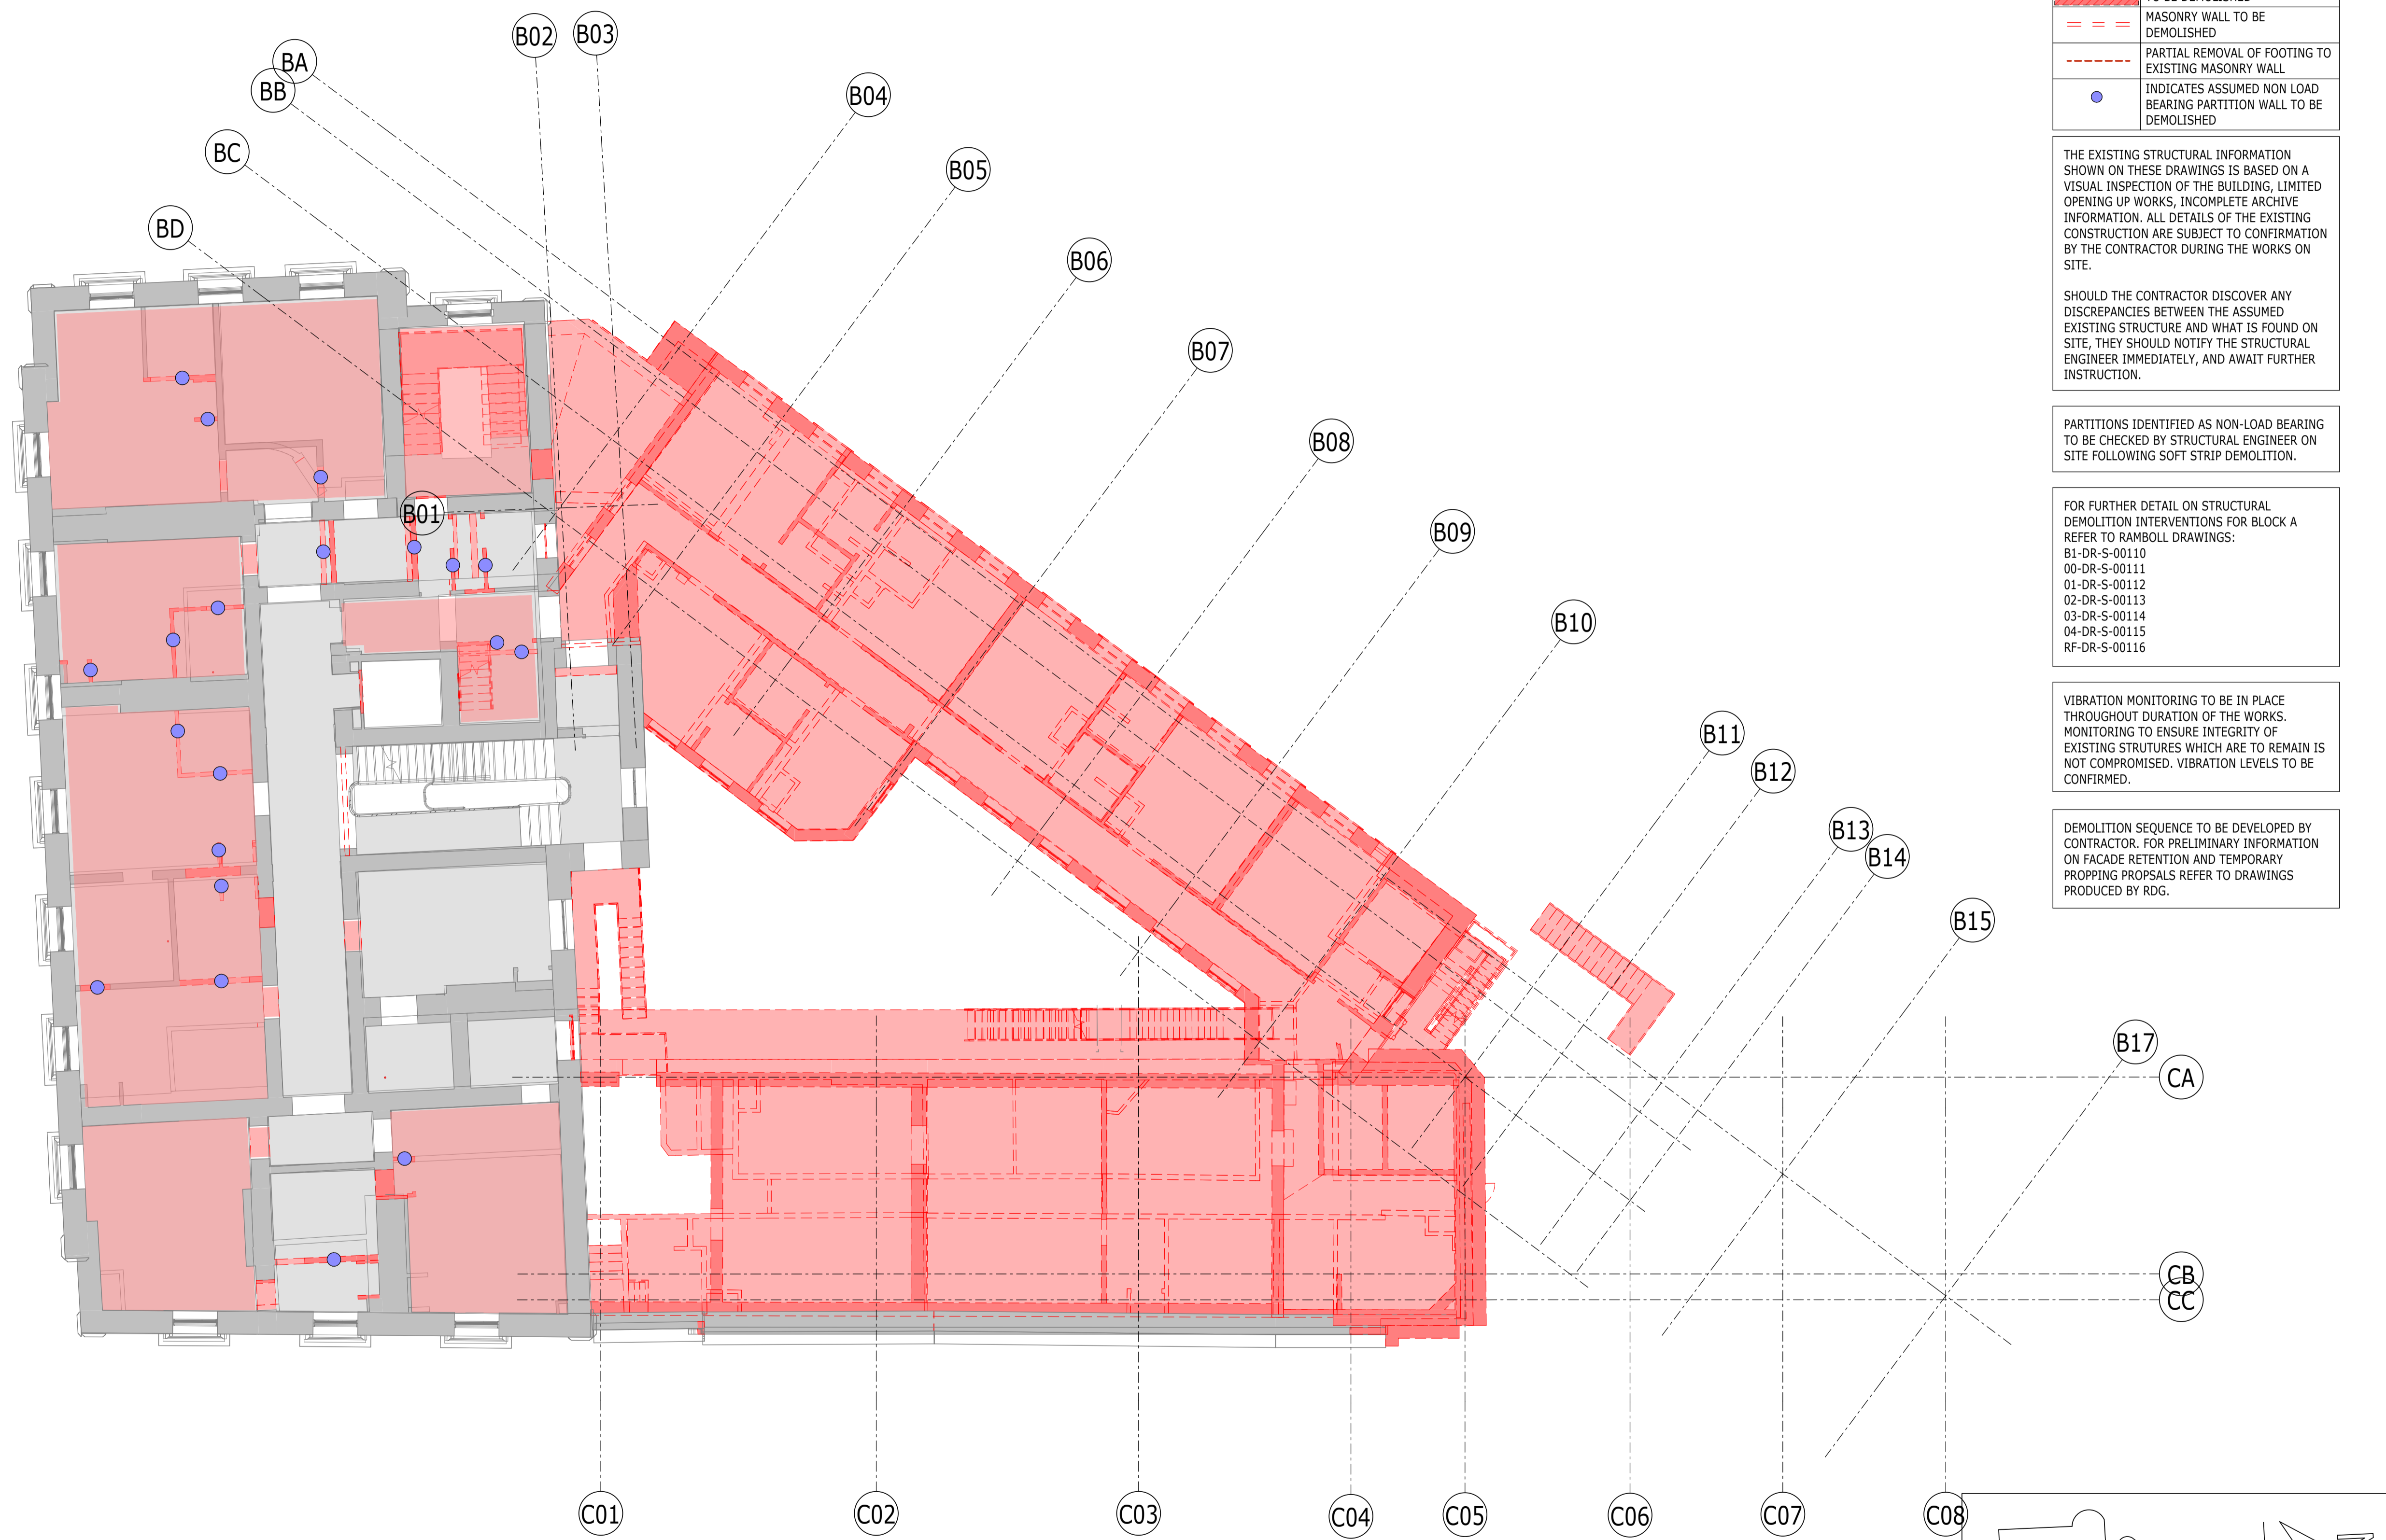 B02
B03
BA
BB
B04
BC
B05
BD
B06
B07
B08
B01
B09
B10
B11
B12
B13
B14
B15
B17
CA
CB
CC
C01
C02
C03
C04
C05
C06
C07
C08
TO BE DEMOLISHED
MASONRY WALL TO BE
DEMOLISHED
PARTIAL REMOVAL OF FOOTING TO
EXISTING MASONRY WALL
INDICATES ASSUMED NON LOAD
BEARING PARTITION WALL TO BE
DEMOLISHED
THE EXISTING STRUCTURAL INFORMATION
SHOWN ON THESE DRAWINGS IS BASED ON A
VISUAL INSPECTION OF THE BUILDING, LIMITED
OPENING UP WORKS, INCOMPLETE ARCHIVE
INFORMATION. ALL DETAILS OF THE EXISTING
CONSTRUCTION ARE SUBJECT TO CONFIRMATION
BY THE CONTRACTOR DURING THE WORKS ON
SITE.
SHOULD THE CONTRACTOR DISCOVER ANY
DISCREPANCIES BETWEEN THE ASSUMED
EXISTING STRUCTURE AND WHAT IS FOUND ON
SITE, THEY SHOULD NOTIFY THE STRUCTURAL
ENGINEER IMMEDIATELY, AND AWAIT FURTHER
INSTRUCTION.
PARTITIONS IDENTIFIED AS NON-LOAD BEARING
TO BE CHECKED BY STRUCTURAL ENGINEER ON
SITE FOLLOWING SOFT STRIP DEMOLITION.
FOR FURTHER DETAIL ON STRUCTURAL
DEMOLITION INTERVENTIONS FOR BLOCK A
REFER TO RAMBOLL DRAWINGS:
B1-DR-S-00110
00-DR-S-00111
01-DR-S-00112
02-DR-S-00113
03-DR-S-00114
04-DR-S-00115
RF-DR-S-00116
VIBRATION MONITORING TO BE IN PLACE
THROUGHOUT DURATION OF THE WORKS.
MONITORING TO ENSURE INTEGRITY OF
EXISTING STRUTURES WHICH ARE TO REMAIN IS
NOT COMPROMISED. VIBRATION LEVELS TO BE
CONFIRMED.
DEMOLITION SEQUENCE TO BE DEVELOPED BY
CONTRACTOR. FOR PRELIMINARY INFORMATION
ON FACADE RETENTION AND TEMPORARY
PROPPING PROPSALS REFER TO DRAWINGS
PRODUCED BY RDG.